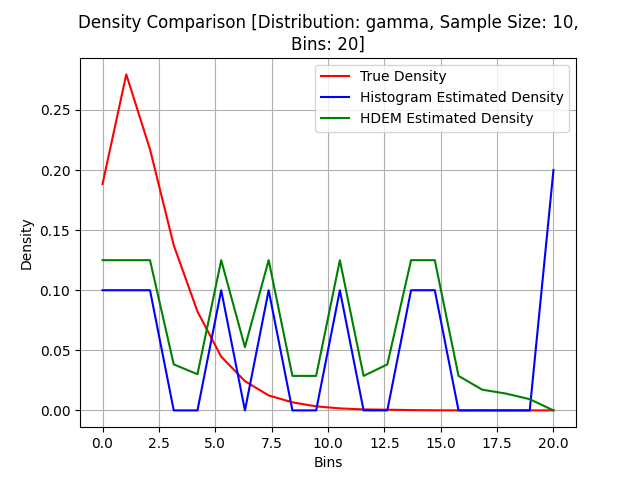 Density Comparison [Distribution: gamma, Sample Size: 10,
Bins: 20]
True Density
Histogram Estimated Density
HDEM Estimated Density
Density
0.25
0.20
0.15
0.10
0.05
0.00
0.0 2.5 5.0 7.5 10.0 12.5 15.0 17.5 20.0
Bins